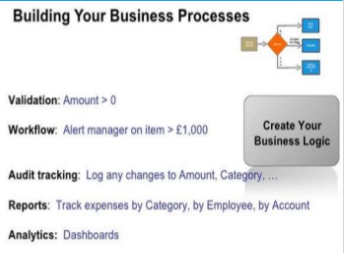 Building Your Business Processes
Validation: Amount > 0
Workflow: Alert manager on item > £1,000
Create Your
Business Logic
Audit tracking: Log any changes to Amount, Category, ...
Reports: Track expenses by Category, by Employee, by Account
Analytics: Dashboards